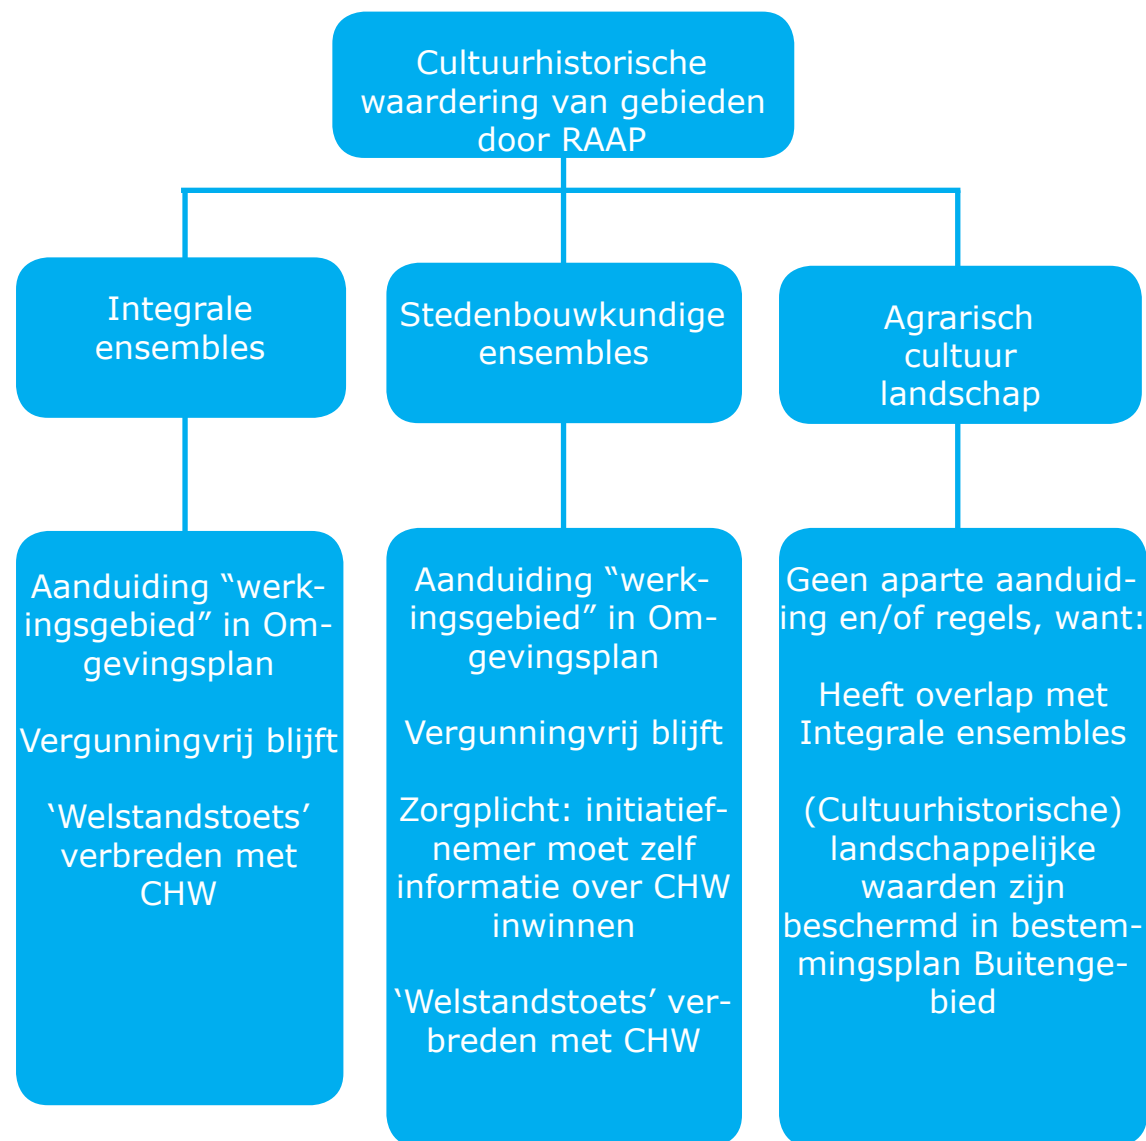 Cultuurhistorische
waardering van gebieden
door RAAP
Integrale
ensembles
Stedenbouwkundige
ensembles
Agrarisch
cultuur
landschap
Aanduiding “werk-
ingsgebied” in Om-
gevingsplan
Vergunningvrij blijft
‘Welstandstoets’
verbreden met
CHW
Aanduiding “werk-
ingsgebied” in Om-
gevingsplan
Vergunningvrij blijft
Zorgplicht: initiatief-
nemer moet zelf
informatie over CHW
inwinnen
‘Welstandstoets’ ver-
breden met CHW
Geen aparte aanduid-
ing en/of regels, want:
Heeft overlap met
Integrale ensembles
(Cultuurhistorische)
landschappelijke
waarden zijn
beschermd in bestem-
mingsplan Buitenge-
bied